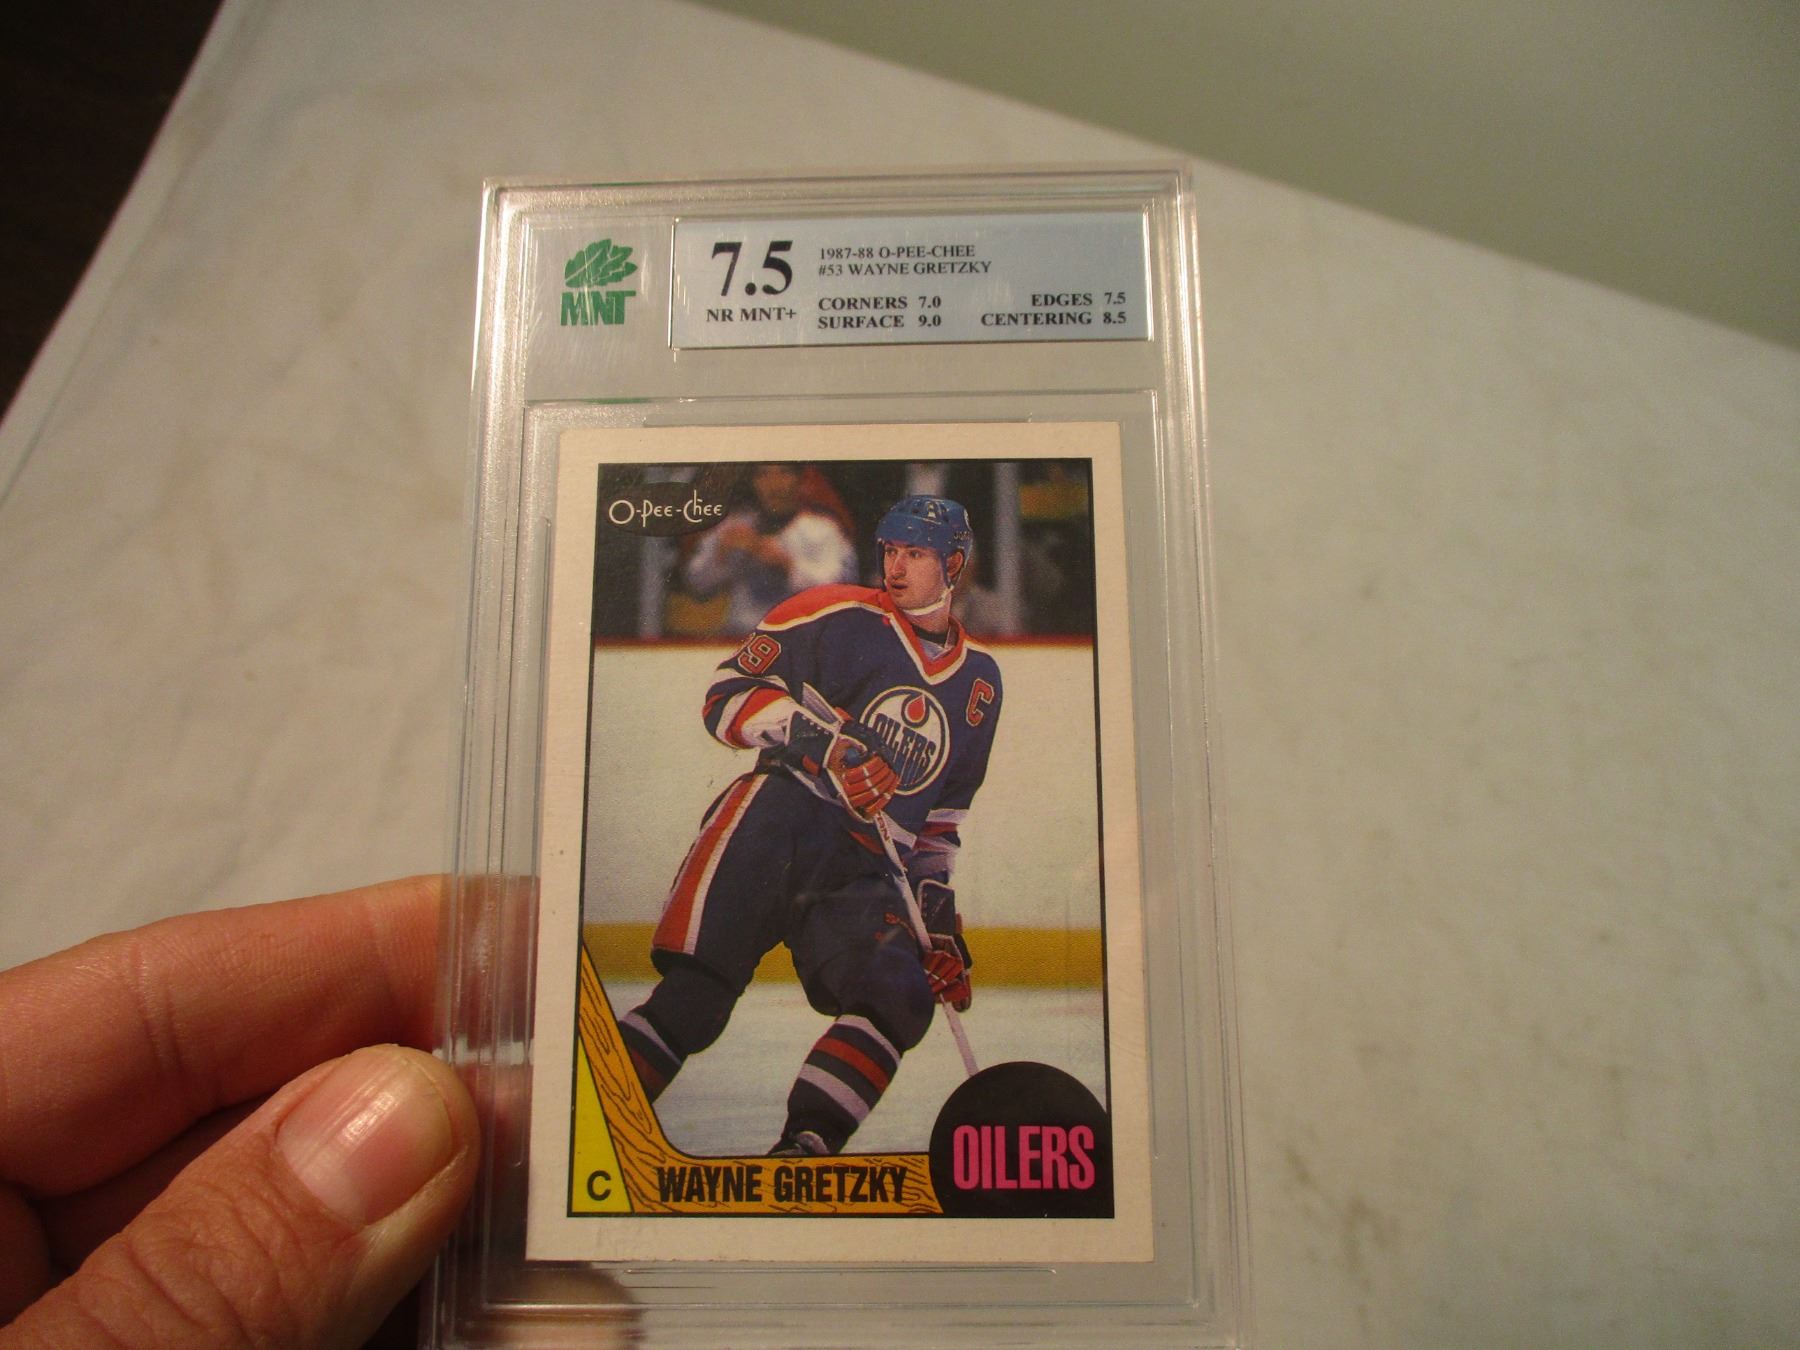 MNT
7.5
NR MNT+
1987-88 O-PEE-CHEE
#53 WAYNE GRETZKY
CORNERS 7.0
EDGES 7.5
SURFACE 9.0
CENTERING 8.5
O-Pee-Chee
99
C
OILERS
C
WAYNE GRETZKY
OILERS